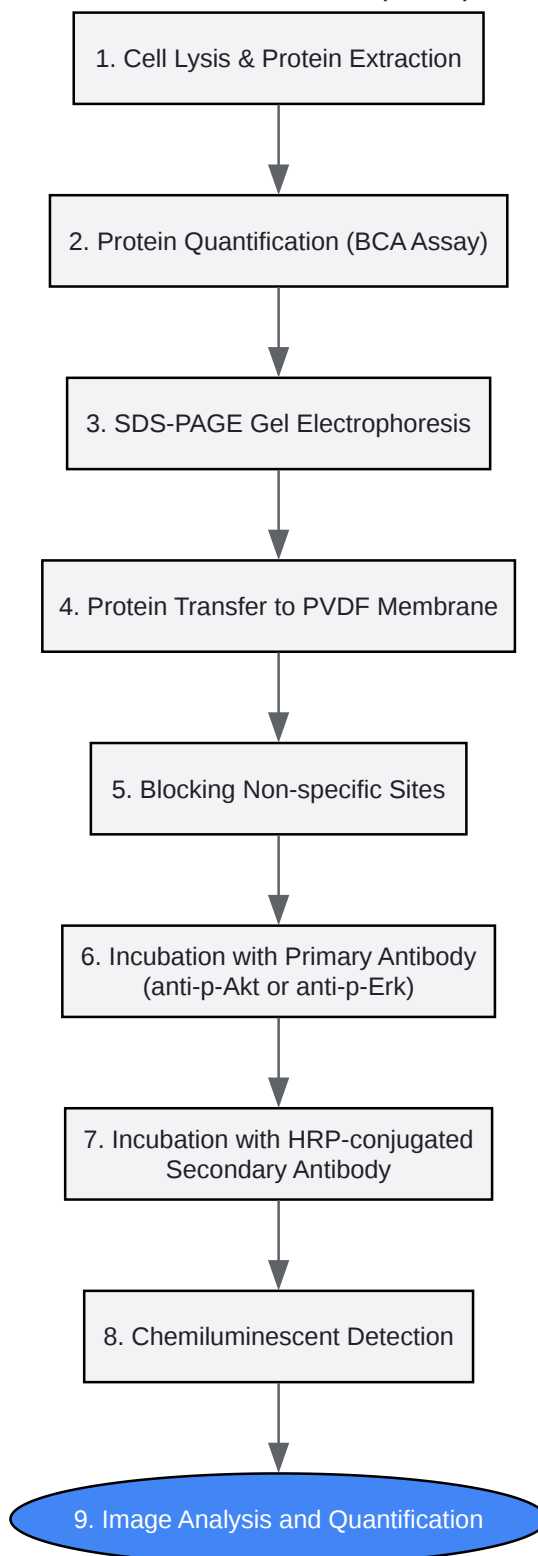 1. Cell Lysis & Protein Extraction
2. Protein Quantification (BCA Assay)
3. SDS-PAGE Gel Electrophoresis
4. Protein Transfer to PVDF Membrane
5. Blocking Non-specific Sites
6. Incubation with Primary Antibody
(anti-p-Akt or anti-p-Erk)
7. Incubation with HRP-conjugated
Secondary Antibody
8. Chemiluminescent Detection
9. Image Analysis and Quantification